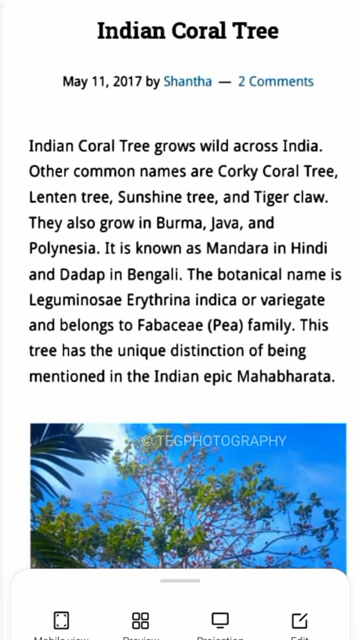 Indian Coral Tree
May 11, 2017 by Shantha — 2 Comments
Indian Coral Tree grows wild across India.
Other common names are Corky Coral Tree,
Lenten tree, Sunshine tree, and Tiger claw.
They also grow in Burma, Java, and
Polynesia. It is known as Mandara in Hindi
and Dadap in Bengali. The botanical name is
Leguminosae Erythrina indica or variegate
and belongs to Fabaceae (Pea) family. This
tree has the unique distinction of being
mentioned in the Indian epic Mahabharata.
© TEGPHOTOGRAPHY
Mobile view Preview Projection Edit